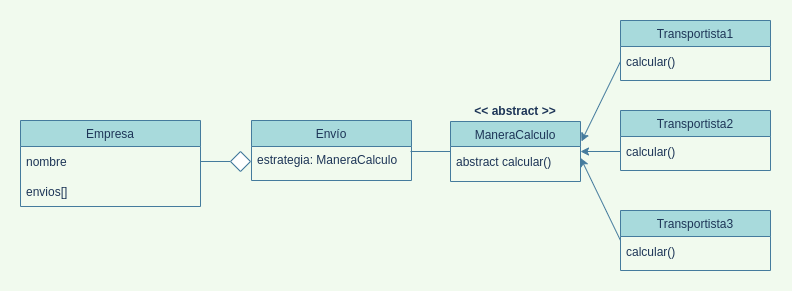 Empresa
nombre
envios[]
Envío
estrategia: ManeraCalculo
<< abstract >>
ManeraCalculo
abstract calcular()
Transportista1
calcular()
Transportista2
calcular()
Transportista3
calcular()